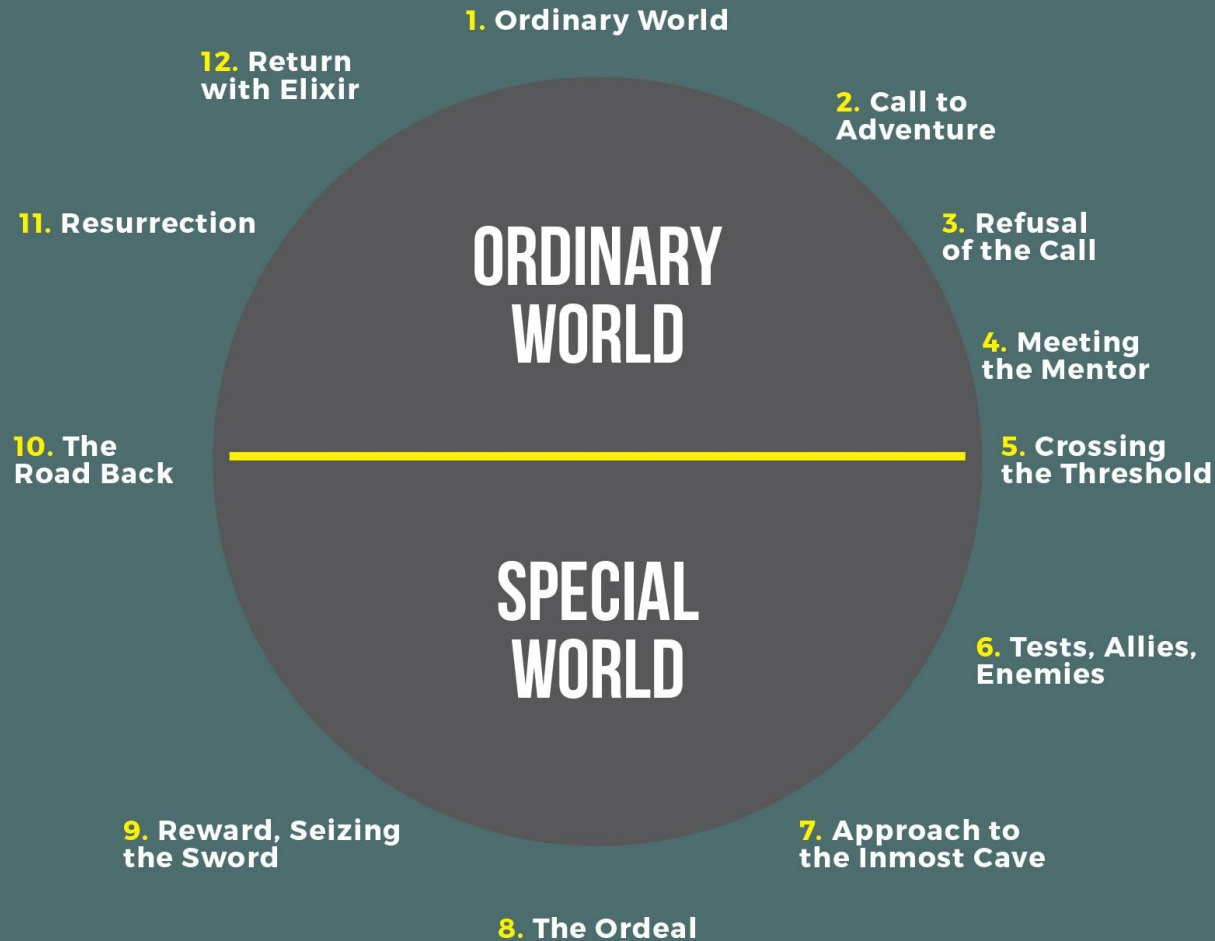 1. Ordinary World
2. Call to
Adventure
3. Refusal
of the Call
4. Meeting
the Mentor
5. Crossing
the Threshold
6. Tests, Allies,
Enemies
7. Approach to
the Inmost Cave
8. The Ordeal
9. Reward, Seizing
the Sword
10. The
Road Back
11. Resurrection
12. Return
with Elixir
ORDINARY
WORLD
SPECIAL
WORLD